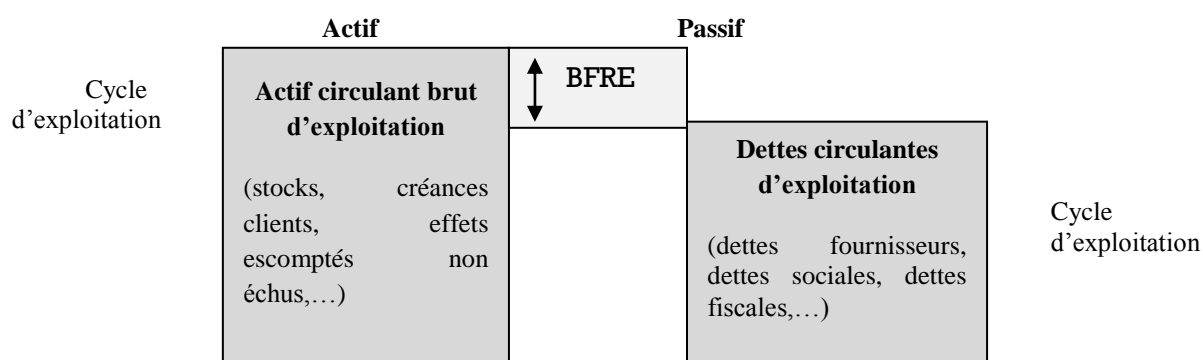 Actif
Passif
Cycle
d'exploitation
Actif circulant brut
d'exploitation
(stocks, créances
clients, effets
escomptés non
échus,…)
BFRE
Dettes circulantes
d'exploitation
(dettes fournisseurs,
dettes sociales, dettes
fiscales,…)
Cycle
d'exploitation